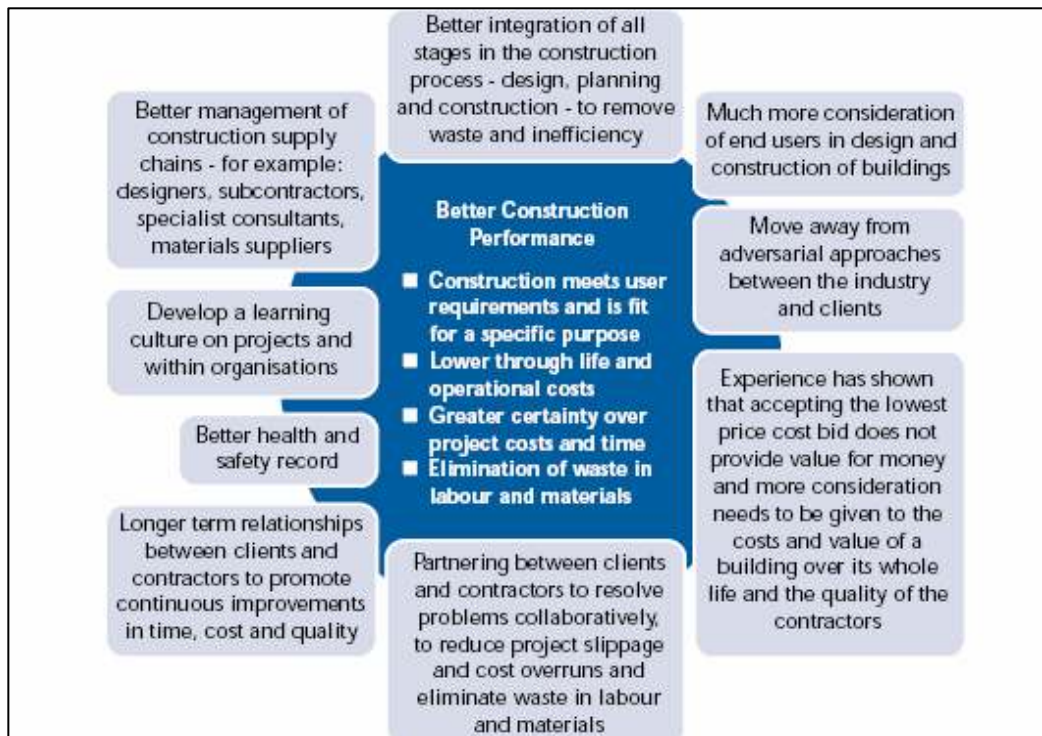 Better integration of all
stages in the construction
process - design, planning
and construction - to remove
waste and inefficiency
Better management of
construction supply
chains - for example:
designers, subcontractors,
specialist consultants,
materials suppliers
Much more consideration
of end users in design and
construction of buildings
Better Construction
Performance
Construction meets user
requirements and is fit
for a specific purpose
Lower through life and
operational costs
Greater certainty over
project costs and time
Elimination of waste in
labour and materials
Move away from
adversarial approaches
between the industry
and clients
Develop a learning
culture on projects and
within organisations
Experience has shown
that accepting the lowest
price cost bid does not
provide value for money
and more consideration
needs to be given to the
costs and value of a
building over its whole
life and the quality of the
contractors
Better health and
safety record
Longer term relationships
between clients and
contractors to promote
continuous improvements
in time, cost and quality
Partnering between clients
and contractors to resolve
problems collaboratively,
to reduce project slippage
and cost overruns and
eliminate waste in labour
and materials